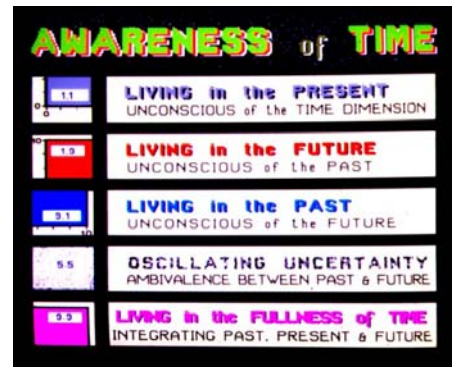 AWARENESS of TIME
1.1
LIVING in the PRESENT
UNCONSCIOUS of the TIME DIMENSION
1.9
LIVING in the FUTURE
UNCONSCIOUS of the PAST
9.1
LIVING in the PAST
UNCONSCIOUS of the FUTURE
5.5
OSCILLATING UNCERTAINTY
AMBIVALENCE BETWEEN PAST & FUTURE
9.9
LIVING in the FULLNESS of TIME
INTEGRATING PAST, PRESENT & FUTURE